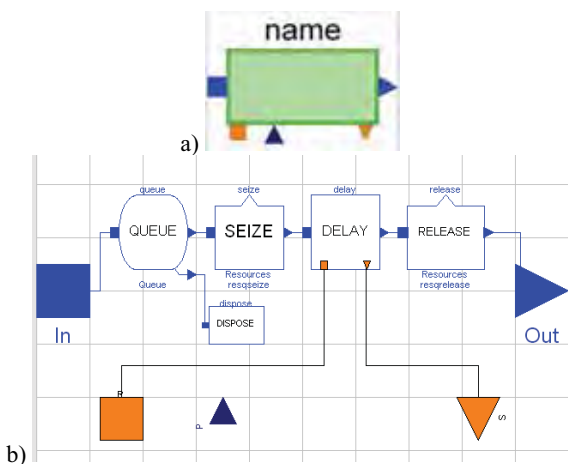 name
a)
queue
seize
delay
release
QUEUE
SEIZE
DELAY
RELEASE
Queue
Resources
resqseize
Resources
resqrelease
dispose
DISPOSE
In
Out
R
P
S
b)